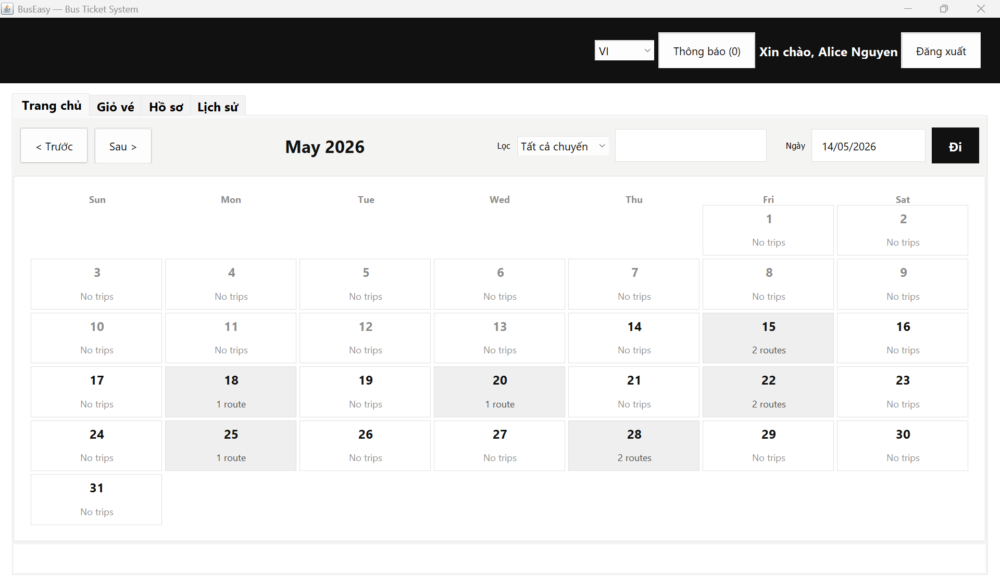 BusEasy — Bus Ticket System
VI Thông báo (0) Xin chào, Alice Nguyen Đăng xuất
Trang chủ Giỏ vé Hồ sơ Lịch sử
< Trước Sau > May 2026 Lọc Tất cả chuyến Ngày 14/05/2026 Đi
Sun Mon Tue Wed Thu Fri Sat
1 2
No trips No trips
3 4 5 6 7 8 9
No trips No trips No trips No trips No trips No trips No trips
10 11 12 13 14 15 16
No trips No trips No trips No trips No trips 2 routes No trips
17 18 19 20 21 22 23
No trips 1 route No trips 1 route No trips 2 routes No trips
24 25 26 27 28 29 30
No trips 1 route No trips No trips 2 routes No trips No trips
31
No trips